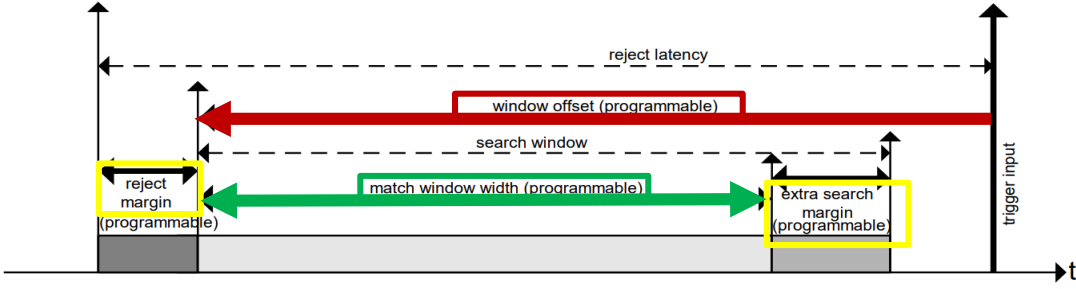 reject latency
window offset (programmable)
search window
reject
margin
(programmable)
match window width (programmable)
extra search
margin
(programmable)
trigger input
t